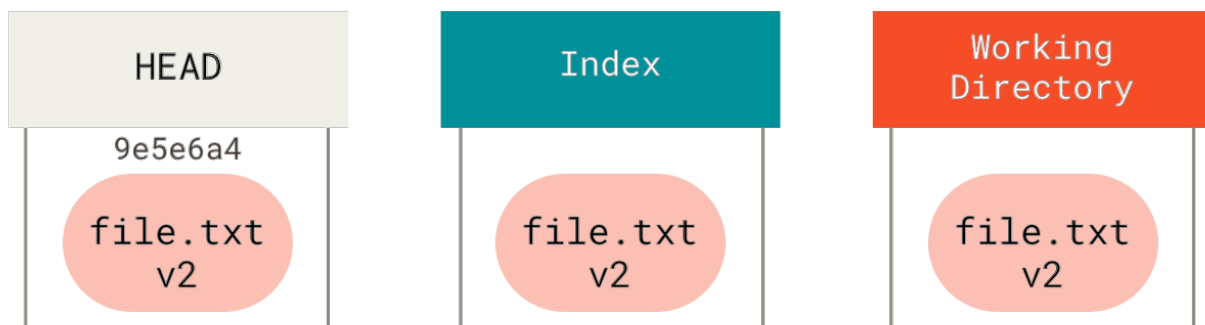 HEAD
Index
Working
Directory
9e5e6a4
file.txt
v2
file.txt
v2
file.txt
v2